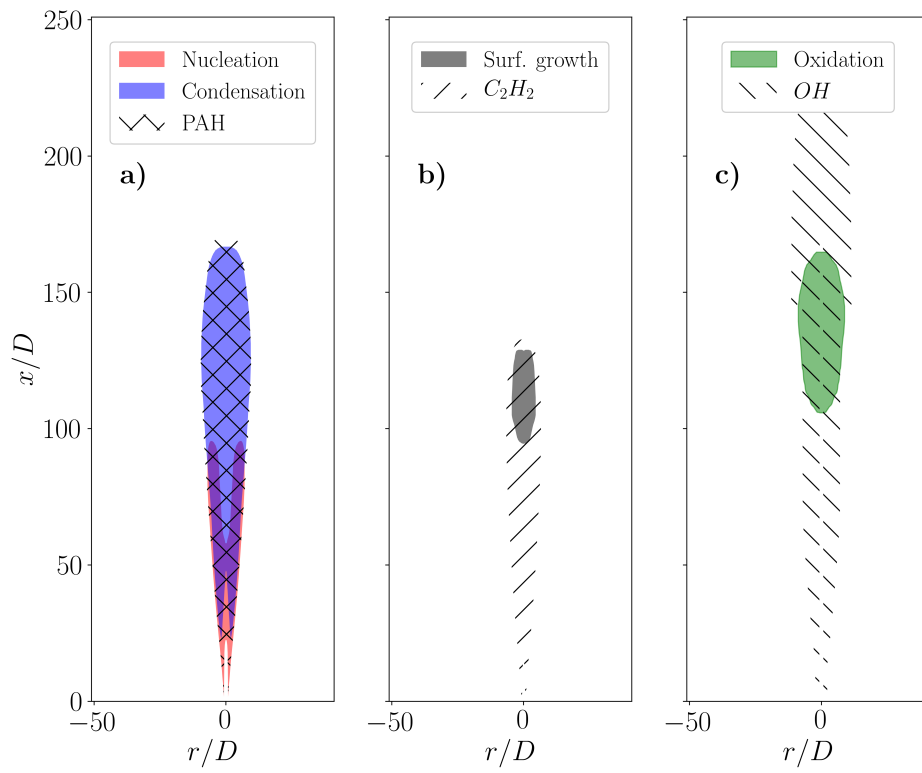 250
200
150
100
50
0
x/D
Nucleation
Condensation
PAH
a)
−50
0
r/D
Surf. growth
C₂H₂
b)
−50
0
r/D
Oxidation
OH
c)
−50
0
r/D